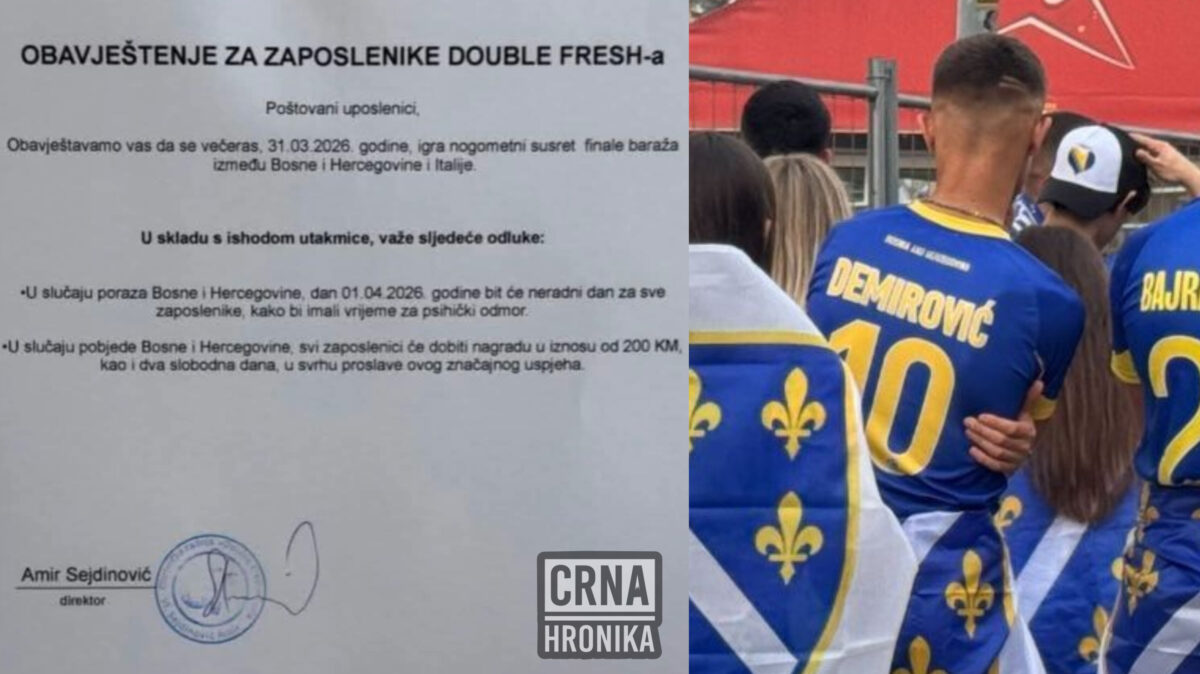 OBAVJEŠTENJE ZA ZAPOSLENIKE DOUBLE FRESH-a
Poštovani uposlenici,
Obavještavamo vas da se večeras, 31.03.2026. godine, igra nogometni susret finale baraža
između Bosne i Hercegovine i Italije.
U skladu s ishodom utakmice, važe sljedeće odluke:
•U slučaju poraza Bosne i Hercegovine, dan 01.04.2026. godine bit će neradni dan za sve
zaposlenike, kako bi imali vrijeme za psihički odmor.
•U slučaju pobjede Bosne i Hercegovine, svi zaposlenici će dobiti nagradu u iznosu od 200 KM,
kao i dva slobodna dana, u svrhu proslave ovog značajnog uspjeha.
Amir Sejdinović
direktor
CRNA
HRONIKA
BOSNIA AND HERZEGOVINA
DEMIROVIĆ
10
BAJR
2